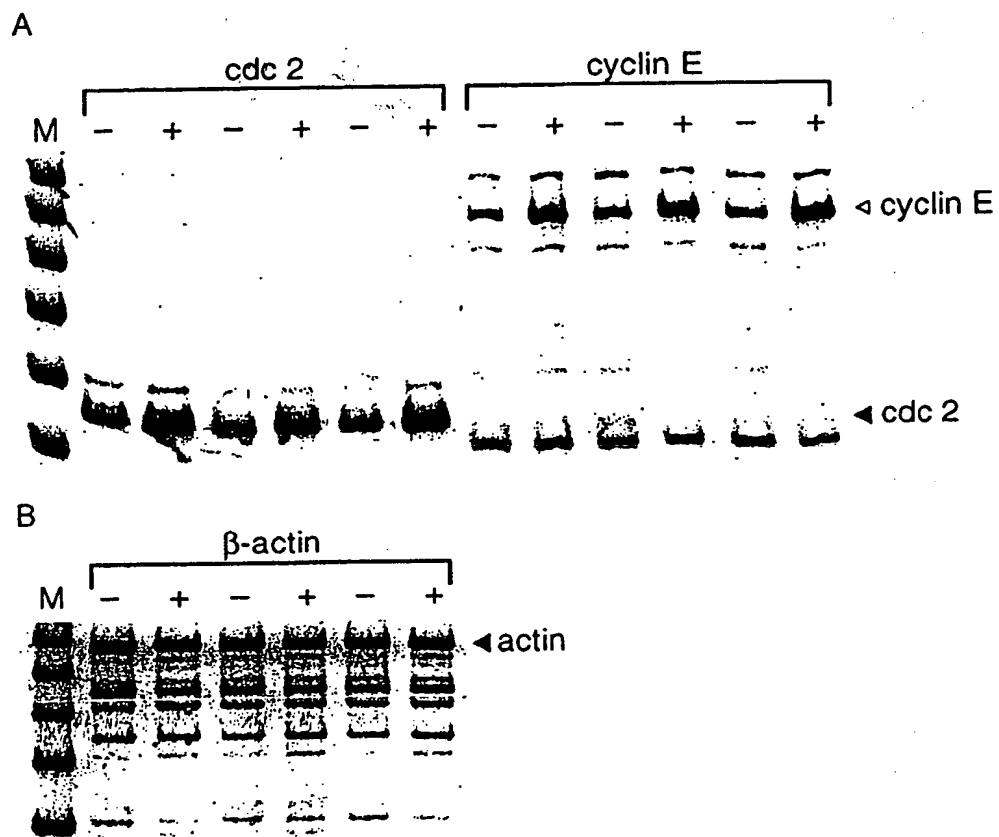 A
cdc 2 cyclin E
M − + − + − + − + − + − +
cyclin E
cdc 2
B
β-actin
M − + − + − +
actin